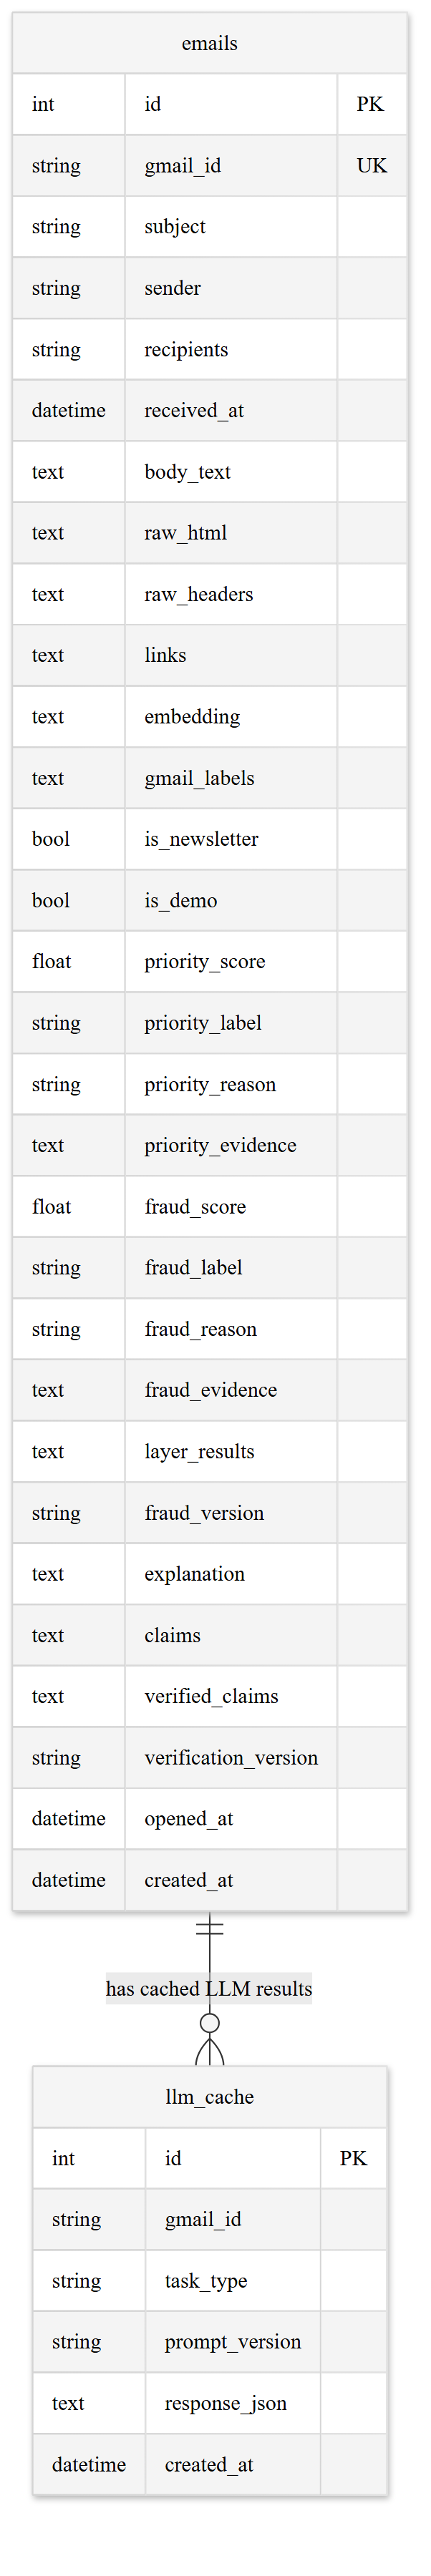 emails
int id PK
string gmail_id UK
string subject
string sender
string recipients
datetime received_at
text body_text
text raw_html
text raw_headers
text links
text embedding
text gmail_labels
bool is_newsletter
bool is_demo
float priority_score
string priority_label
string priority_reason
text priority_evidence
float fraud_score
string fraud_label
string fraud_reason
text fraud_evidence
text layer_results
string fraud_version
text explanation
text claims
text verified_claims
string verification_version
datetime opened_at
datetime created_at
has cached LLM results
llm_cache
int id PK
string gmail_id
string task_type
string prompt_version
text response_json
datetime created_at